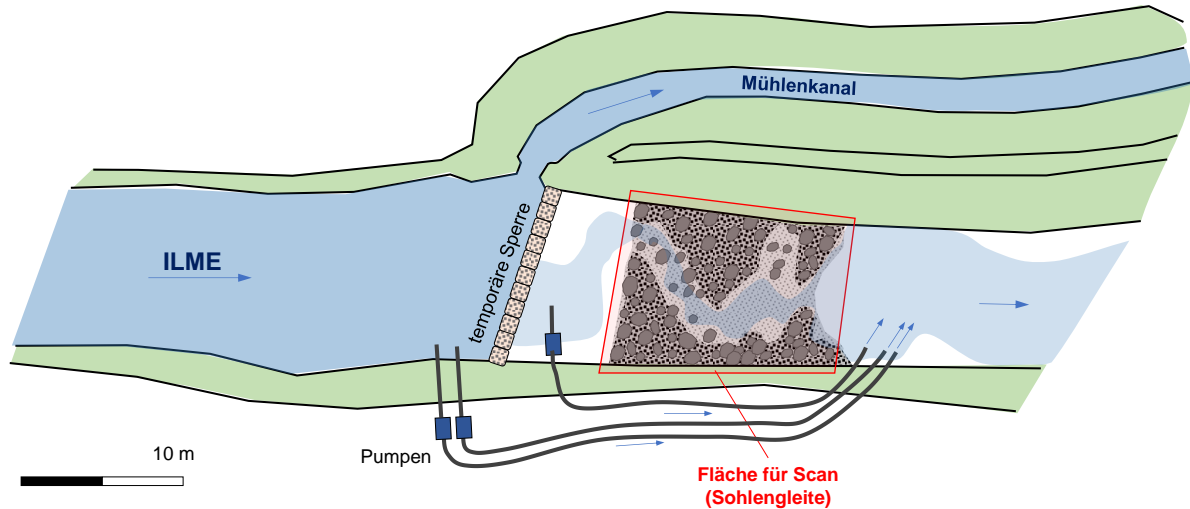 Mühlenkanal
temporäre Sperre
ILME
10 m
Pumpen
Fläche für Scan
(Sohlengleite)